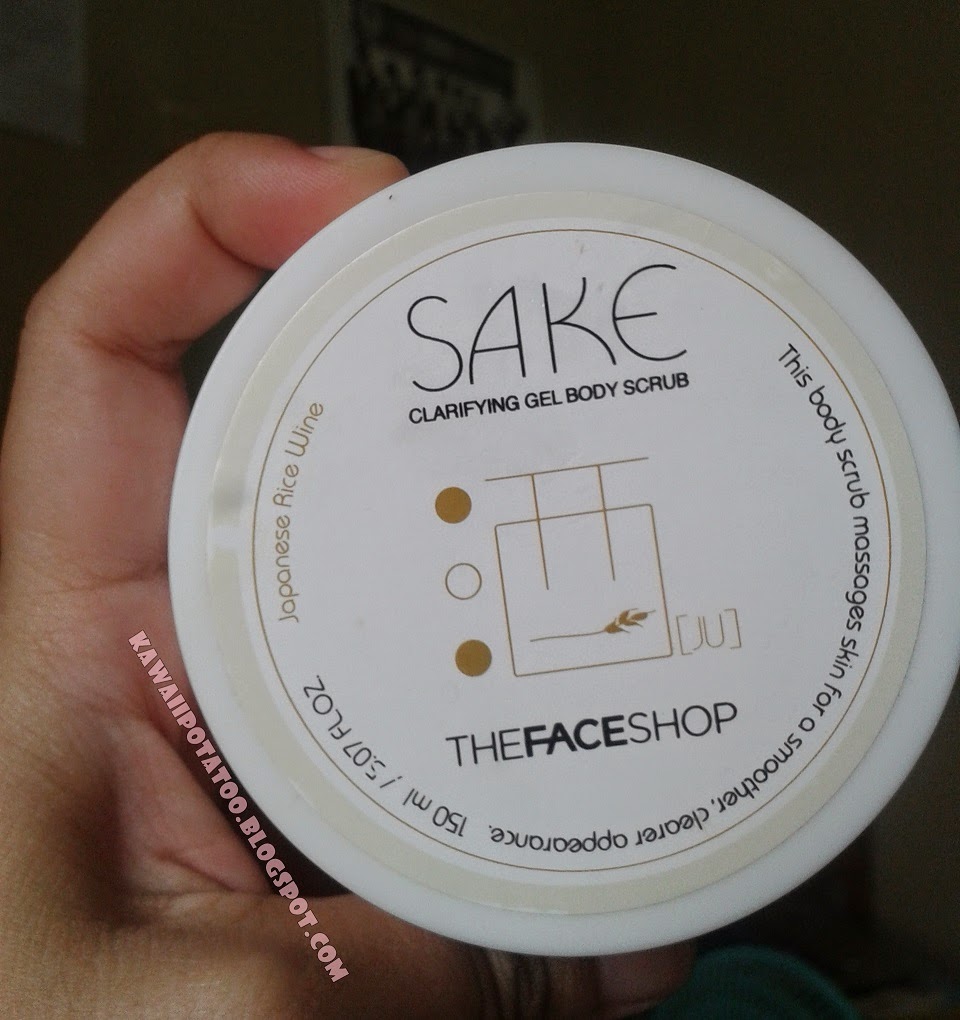 SAKE
CLARIFYING GEL BODY SCRUB
Japanese Rice Wine
[JU]
THEFACESHOP
This body scrub massages skin for a smoother, clearer appearance. 150 ml / 5.07 FL.OZ.
KAWAIIPOTATOO.BLOGSPOT.COM